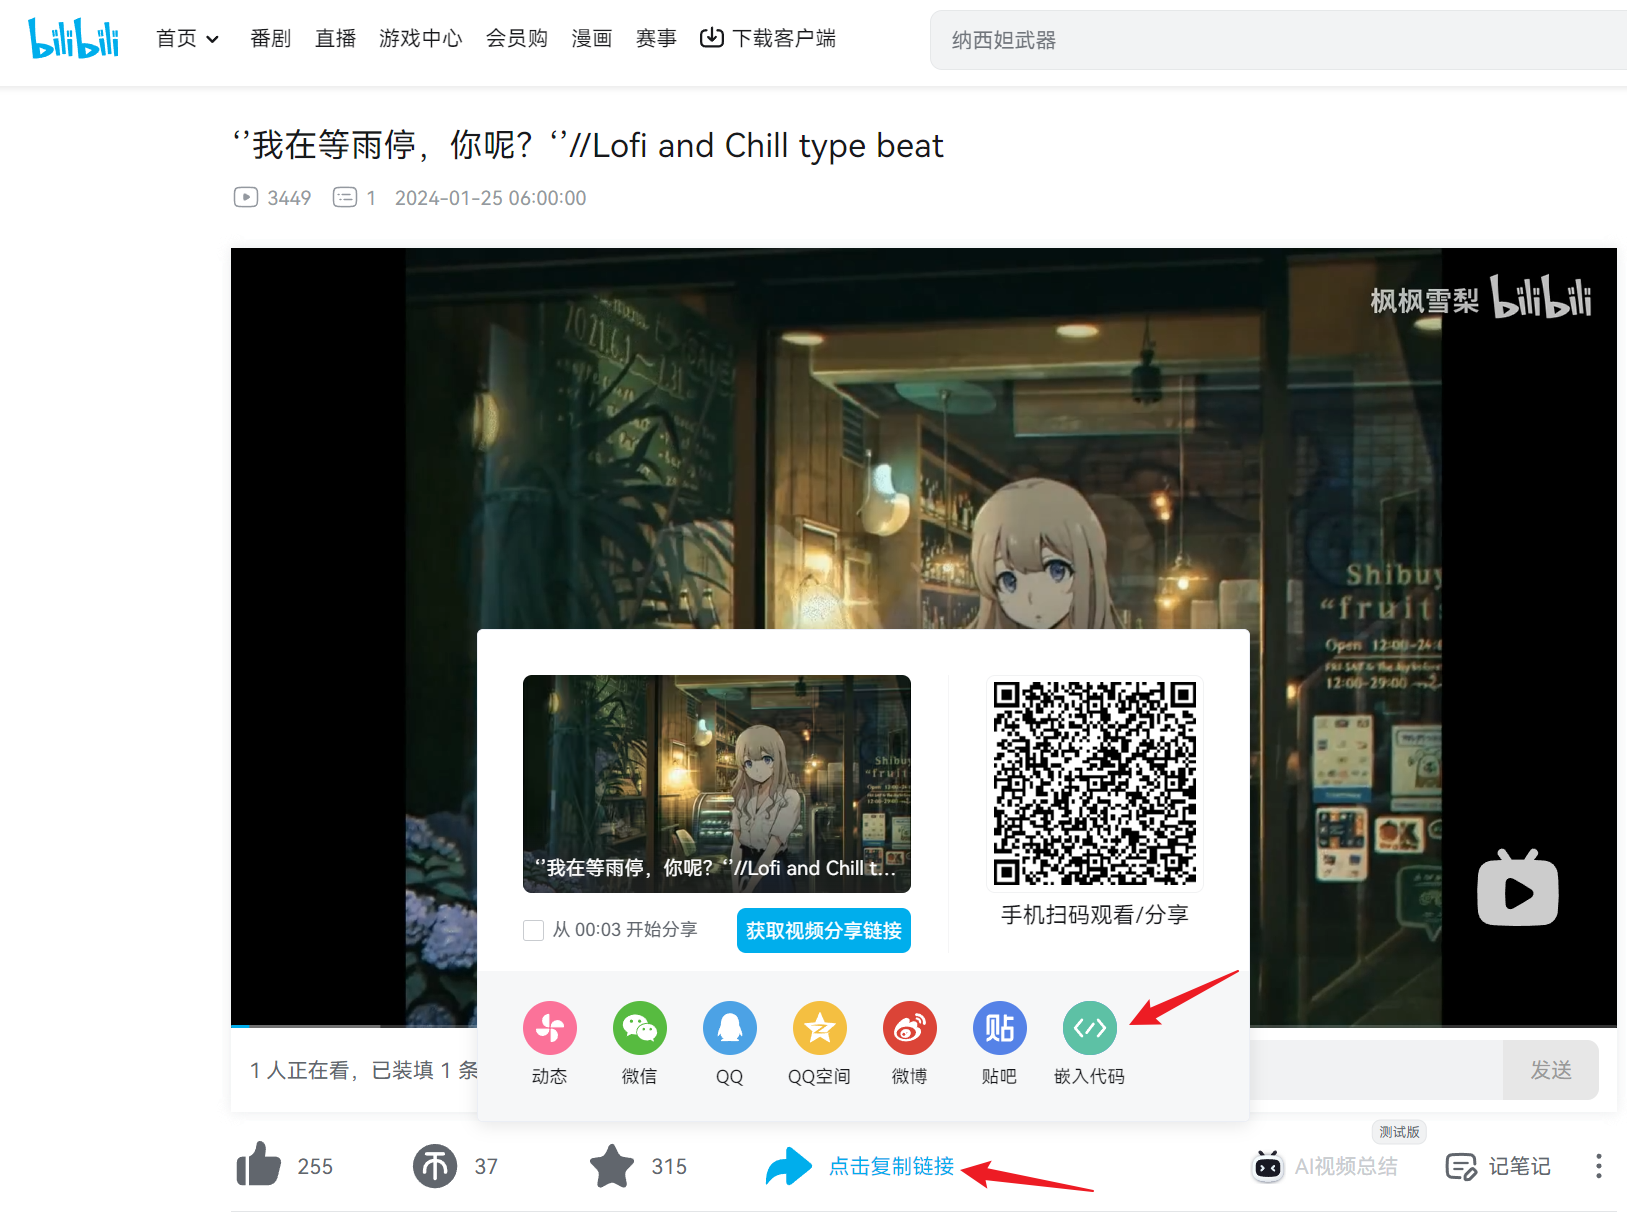 bilibili
首页
番剧
直播
游戏中心
会员购
漫画
赛事
下载客户端
纳西妲武器
‘’我在等雨停，你呢？‘’//Lofi and Chill type beat
3449
1
2024-01-25 06:00:00
枫枫雪梨 bilibili
Shibuy
“fruit
Open 12:00-24:
12:00-29:00
Shibu
‘’我在等雨停，你呢？‘’//Lofi and Chill t...
从 00:03 开始分享
获取视频分享链接
手机扫码观看/分享
动态
微信
QQ
QQ空间
微博
贴
贴吧
嵌入代码
1 人正在看，已装填 1 条
发送
255
37
315
点击复制链接
测试版
AI视频总结
记笔记